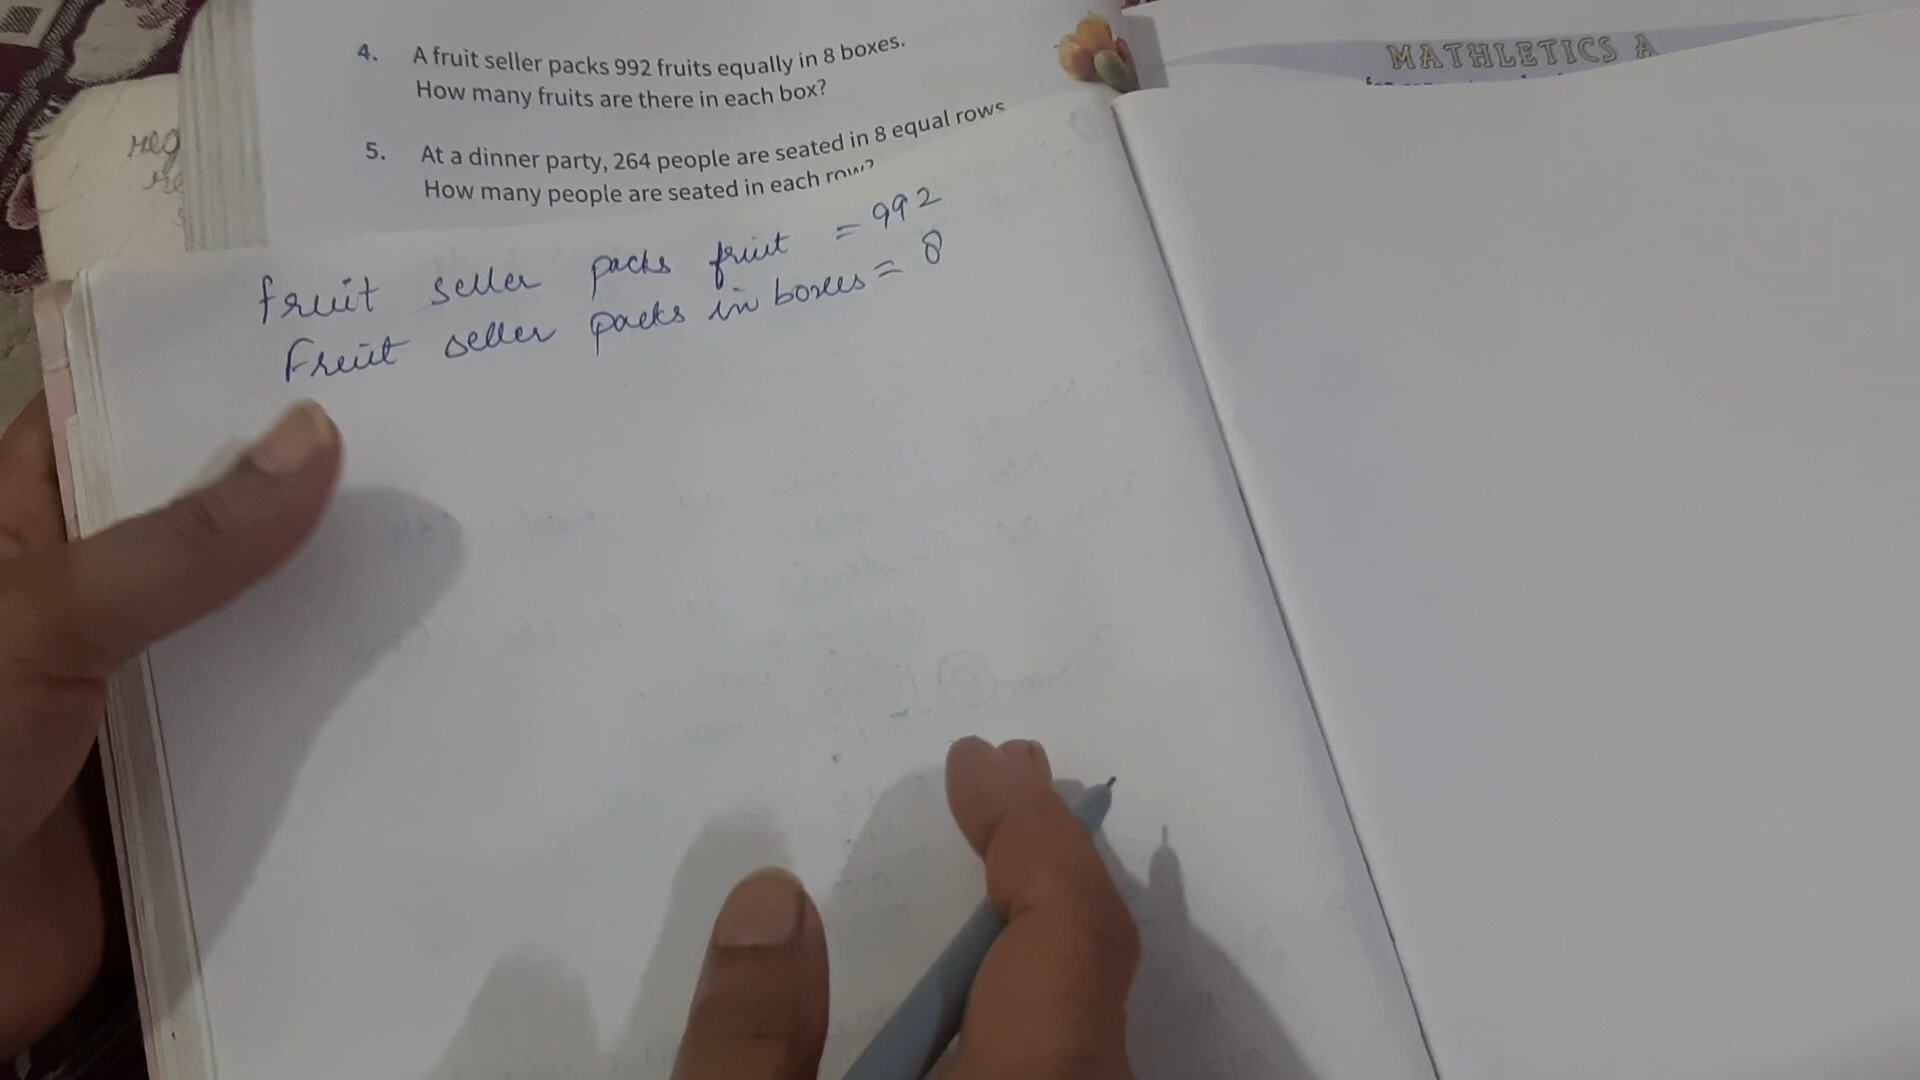 4. A fruit seller packs 992 fruits equally in 8 boxes.
How many fruits are there in each box?
5. At a dinner party, 264 people are seated in 8 equal rows
How many people are seated in each row?
fruit seller packs fruit = 992
Fruit seller packs in boxes = 8
MATHLETICS A